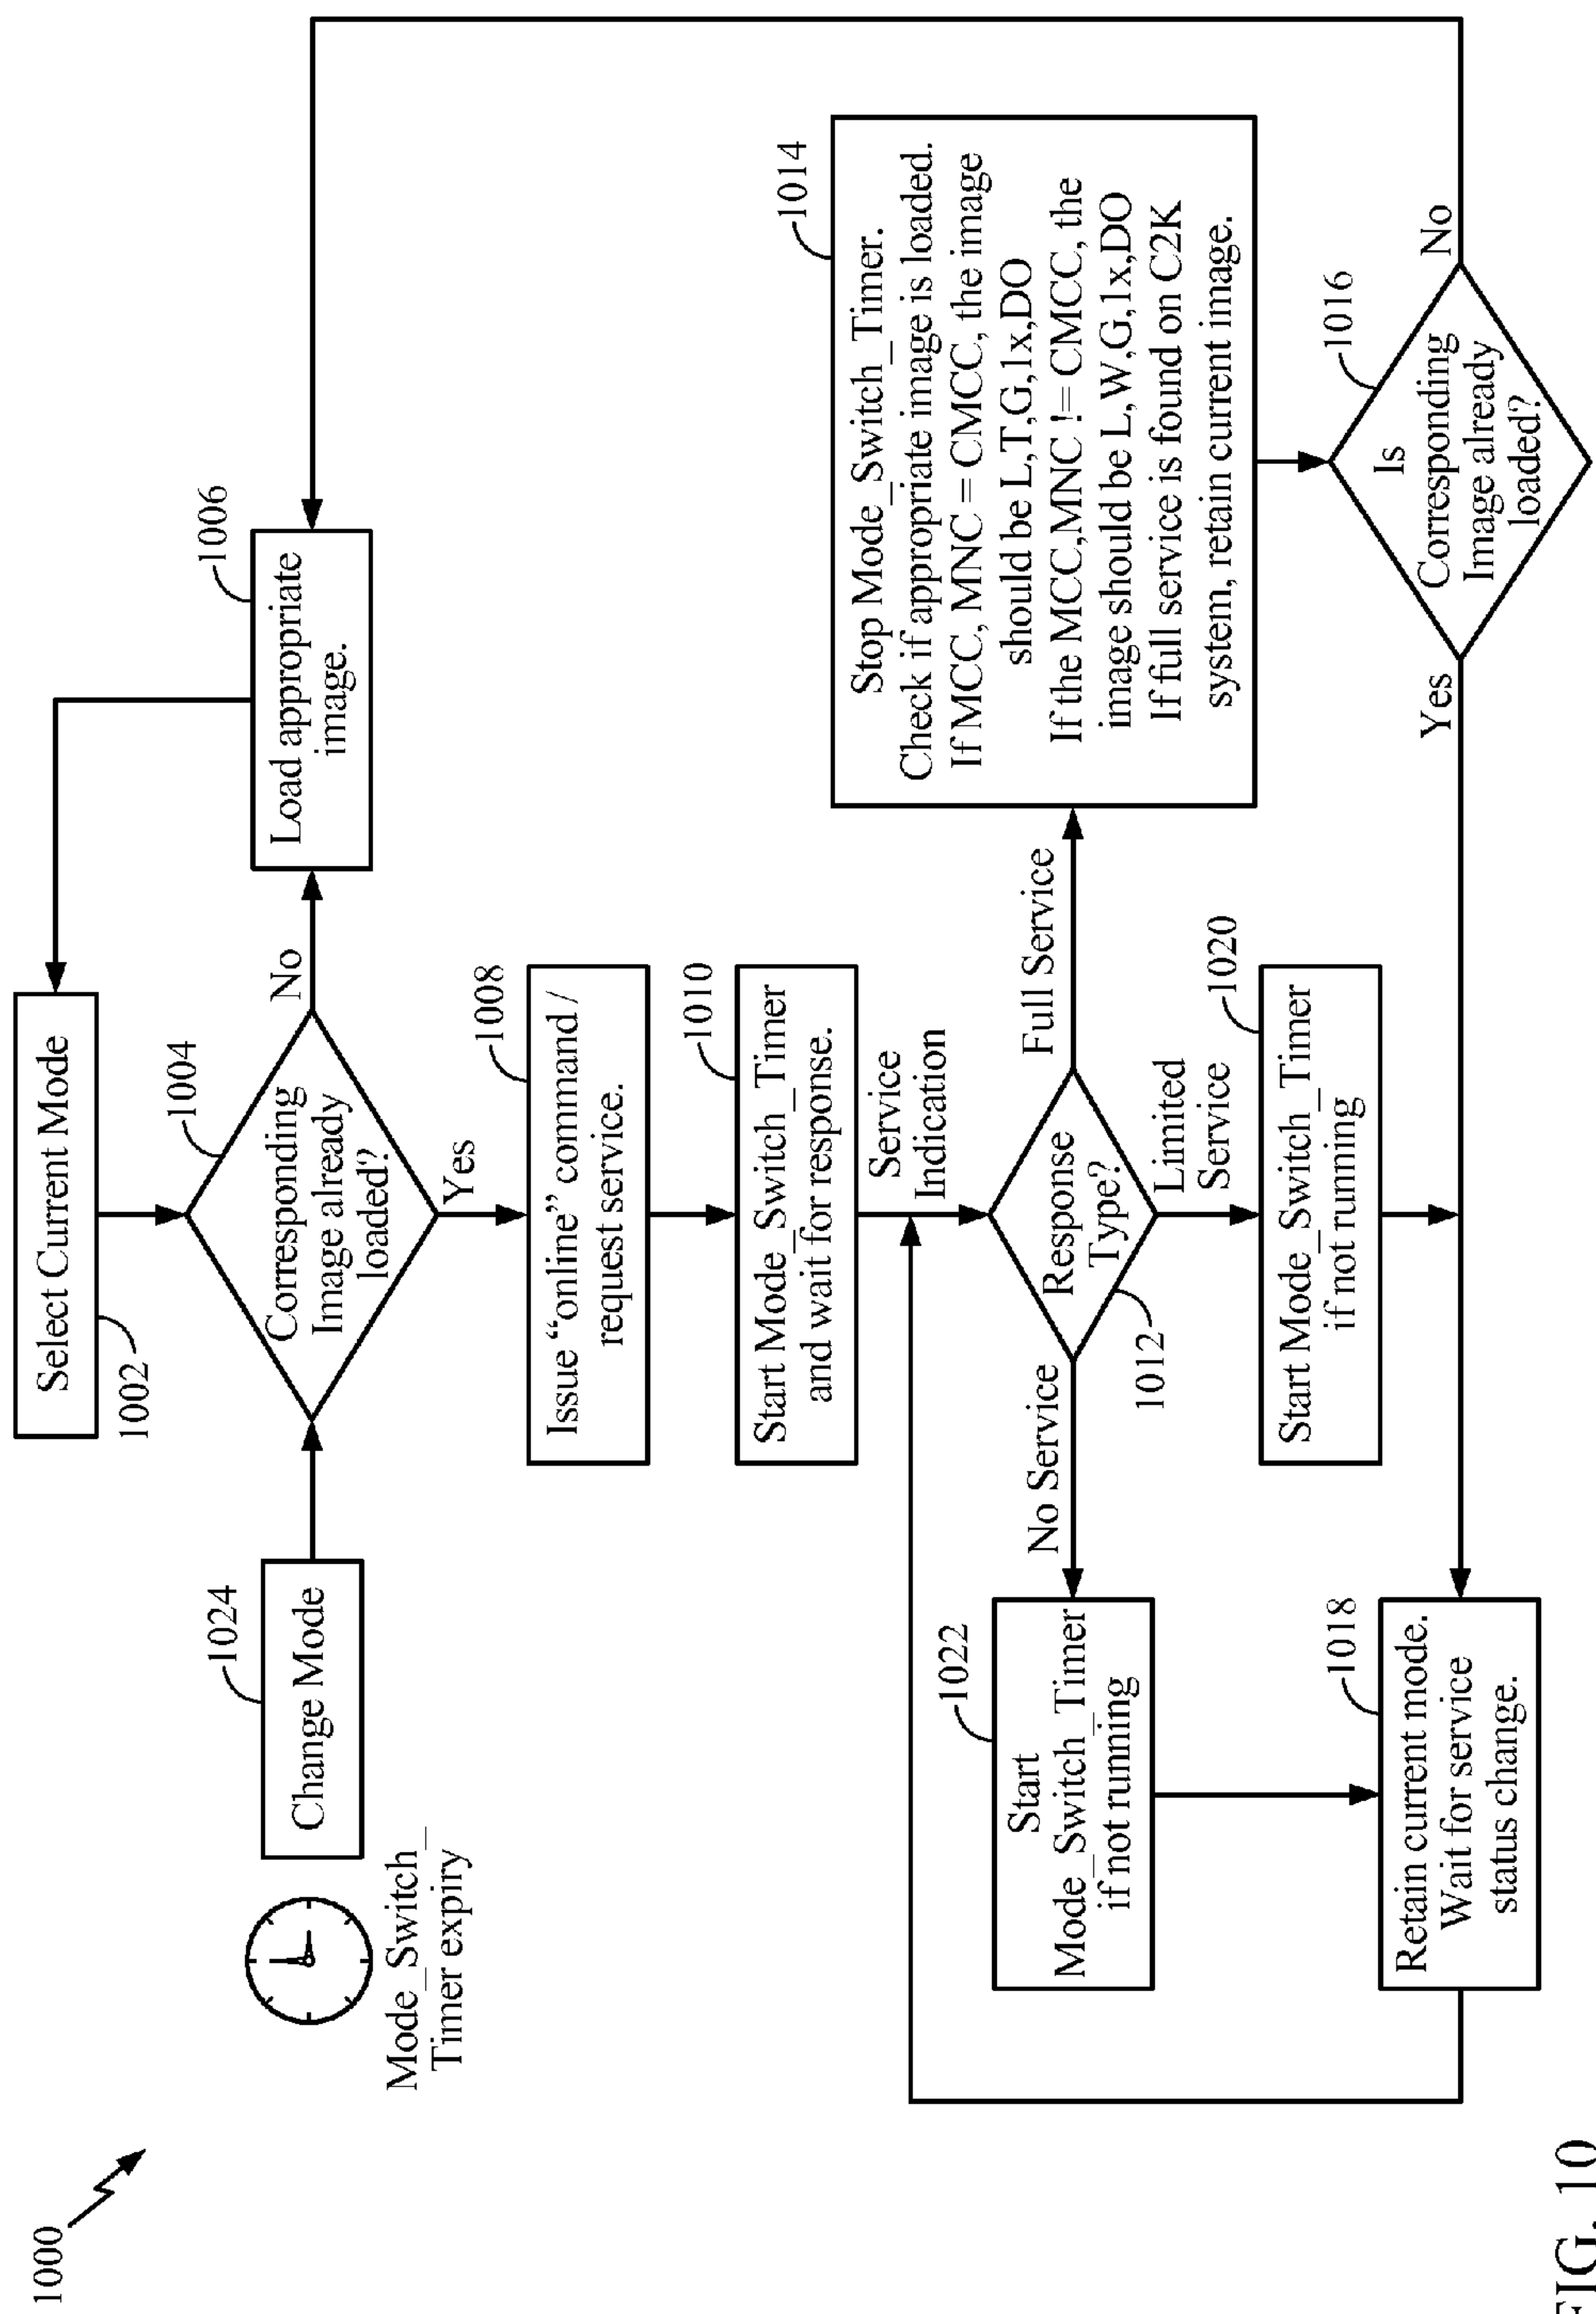 1000
Select Current Mode
1002
Mode_Switch_
Timer expiry
Change Mode
1024
Corresponding
Image already
loaded?
1004
No
Load appropriate
image.
1006
Yes
Issue “online” command /
request service.
1008
Start Mode_Switch_Timer
and wait for response.
1010
Service
Indication
Response
Type?
1012
No Service
Full Service
Limited
Service
Start
Mode_Switch_Timer
if not running
1022
Start Mode_Switch_Timer
if not running
1020
Stop Mode_Switch_Timer.
Check if appropriate image is loaded.
If MCC, MNC = CMCC, the image
should be L,T,G,1x,DO
If the MCC,MNC != CMCC, the
image should be L,W,G,1x,DO
If full service is found on C2K
system, retain current image.
1014
Is
Corresponding
Image already
loaded?
1016
Yes
No
Retain current mode.
Wait for service
status change.
1018
FIG. 10